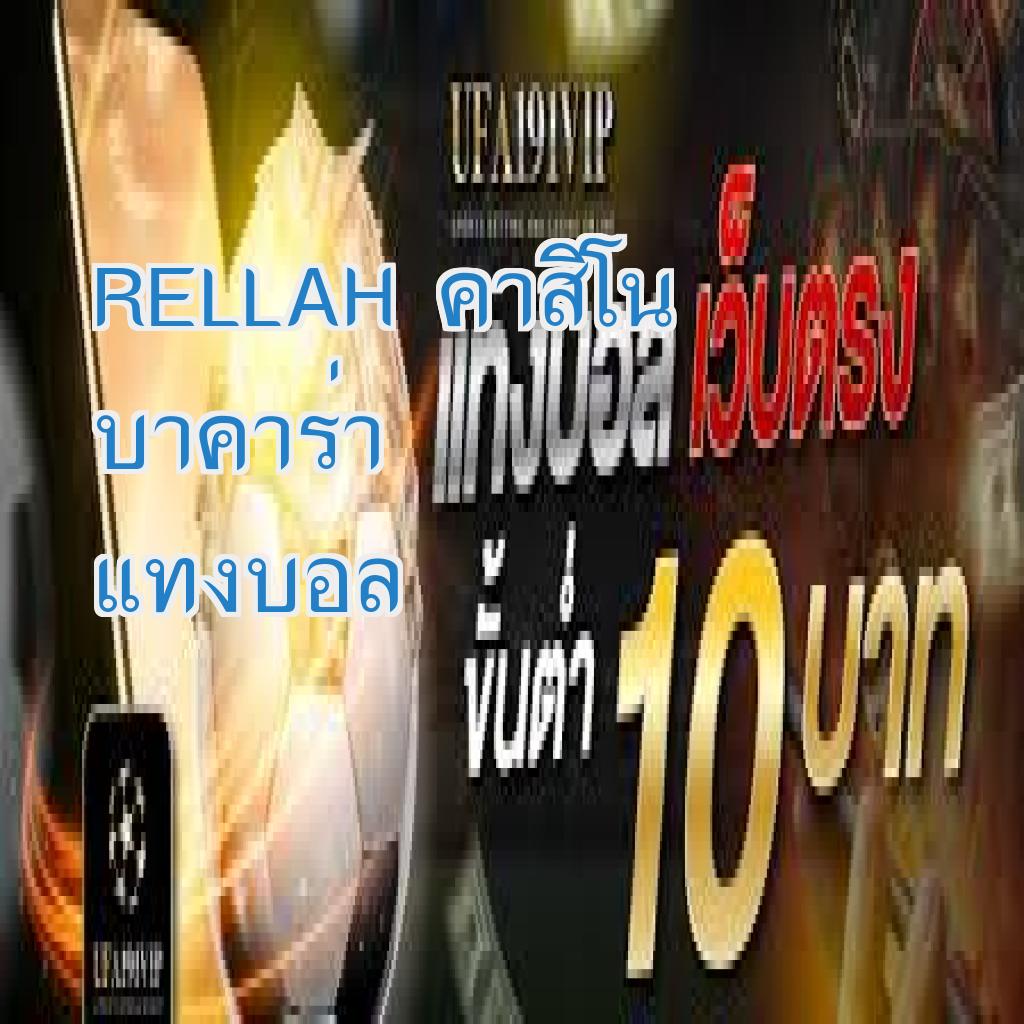 UFA191VIP
RELLAH คาสิโน
บาคาร่า
แทงบอล
แทงบอล เว็บตรง
ขั้นต่ำ 10 บาท
UFA191VIP